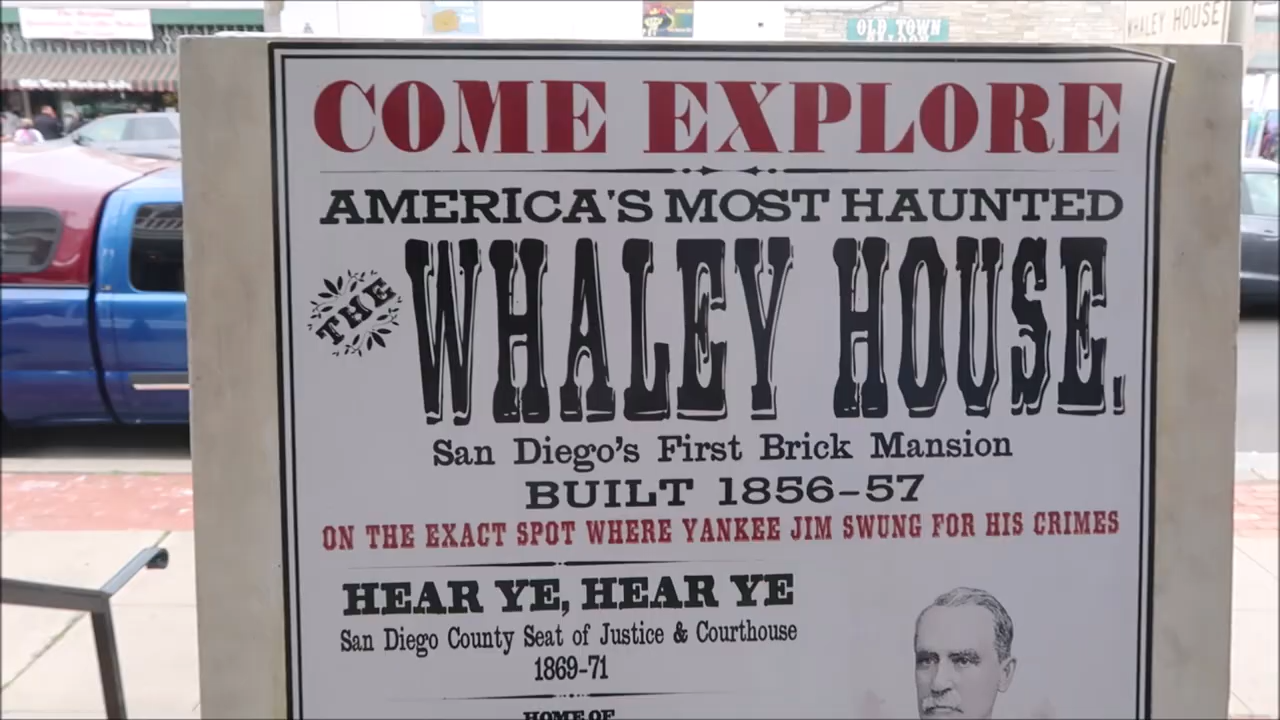 OLD TOWN
WHALEY HOUSE
COME EXPLORE
AMERICA'S MOST HAUNTED
THE WHALEY HOUSE.
San Diego's First Brick Mansion
BUILT 1856-57
ON THE EXACT SPOT WHERE YANKEE JIM SWUNG FOR HIS CRIMES
HEAR YE, HEAR YE
San Diego County Seat of Justice & Courthouse
1869-71
HOME OF